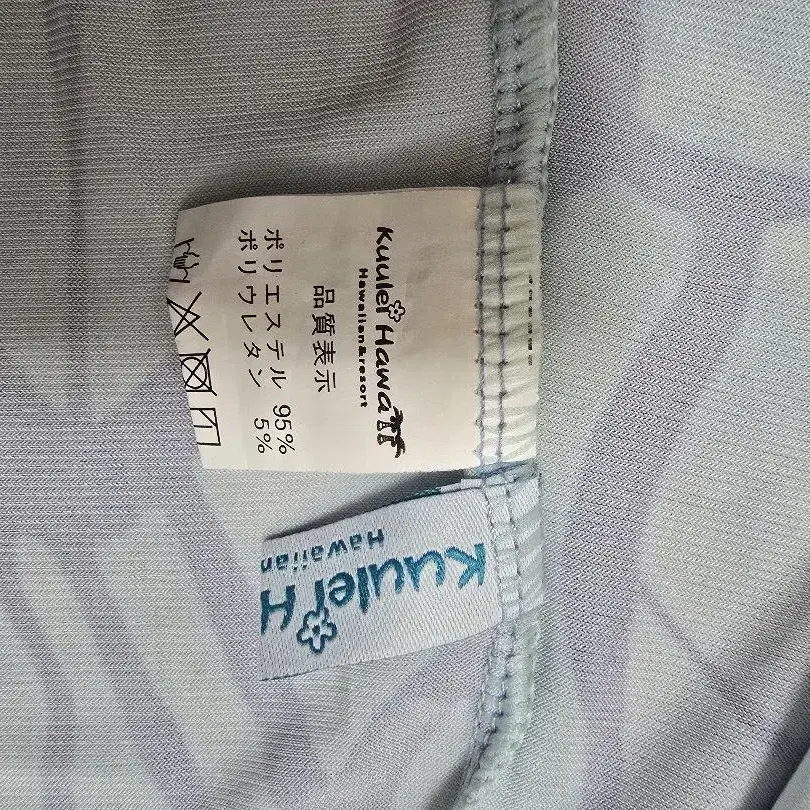 Kuulei Hawaii
Hawaiian&resort
品質表示
ポリエステル 95%
ポリウレタン 5%
Kuulei H
Hawaiian